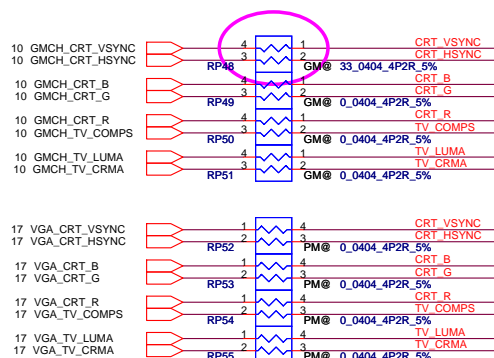 10 GMCH_CRT_VSYNC 4 1 CRT_VSYNC
10 GMCH_CRT_HSYNC 3 2 CRT_HSYNC
RP48 GM@ 33_0404_4P2R_5%
10 GMCH_CRT_B 4 1 CRT_B
10 GMCH_CRT_G 3 2 CRT_G
RP49 GM@ 0_0404_4P2R_5%
10 GMCH_CRT_R 4 1 CRT_R
10 GMCH_TV_COMPS 3 2 TV_COMPS
RP50 GM@ 0_0404_4P2R_5%
10 GMCH_TV_LUMA 4 1 TV_LUMA
10 GMCH_TV_CRMA 3 2 TV_CRMA
RP51 GM@ 0_0404_4P2R_5%
17 VGA_CRT_VSYNC 1 4 CRT_VSYNC
17 VGA_CRT_HSYNC 2 3 CRT_HSYNC
RP52 PM@ 0_0404_4P2R_5%
17 VGA_CRT_B 1 4 CRT_B
17 VGA_CRT_G 2 3 CRT_G
RP53 PM@ 0_0404_4P2R_5%
17 VGA_CRT_R 1 4 CRT_R
17 VGA_TV_COMPS 2 3 TV_COMPS
RP54 PM@ 0_0404_4P2R_5%
17 VGA_TV_LUMA 1 4 TV_LUMA
17 VGA_TV_CRMA 2 3 TV_CRMA
RP55 PM@ 0_0404_4P2R_5%